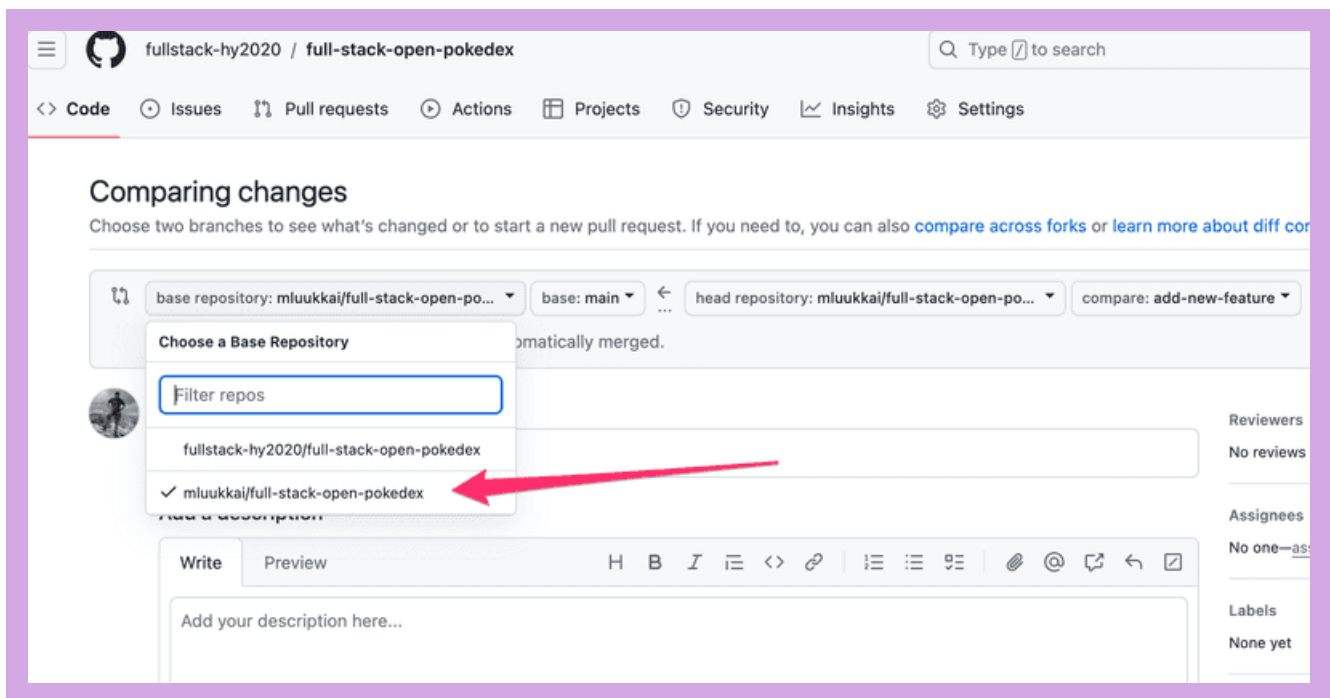 fullstack-hy2020 / full-stack-open-pokedex
Type / to search
Code Issues Pull requests Actions Projects Security Insights Settings
Comparing changes
Choose two branches to see what's changed or to start a new pull request. If you need to, you can also compare across forks or learn more about diff
base repository: mluukkai/full-stack-open-po... base: main head repository: mluukkai/full-stack-open-po... compare: add-new-feature
Choose a Base Repository
merged.
Filter repos
fullstack-hy2020/full-stack-open-pokedex
mluukkai/full-stack-open-pokedex
Reviewers
No reviews
Add a description
Assignees
No one—
Write Preview
Add your description here...
Labels
None yet